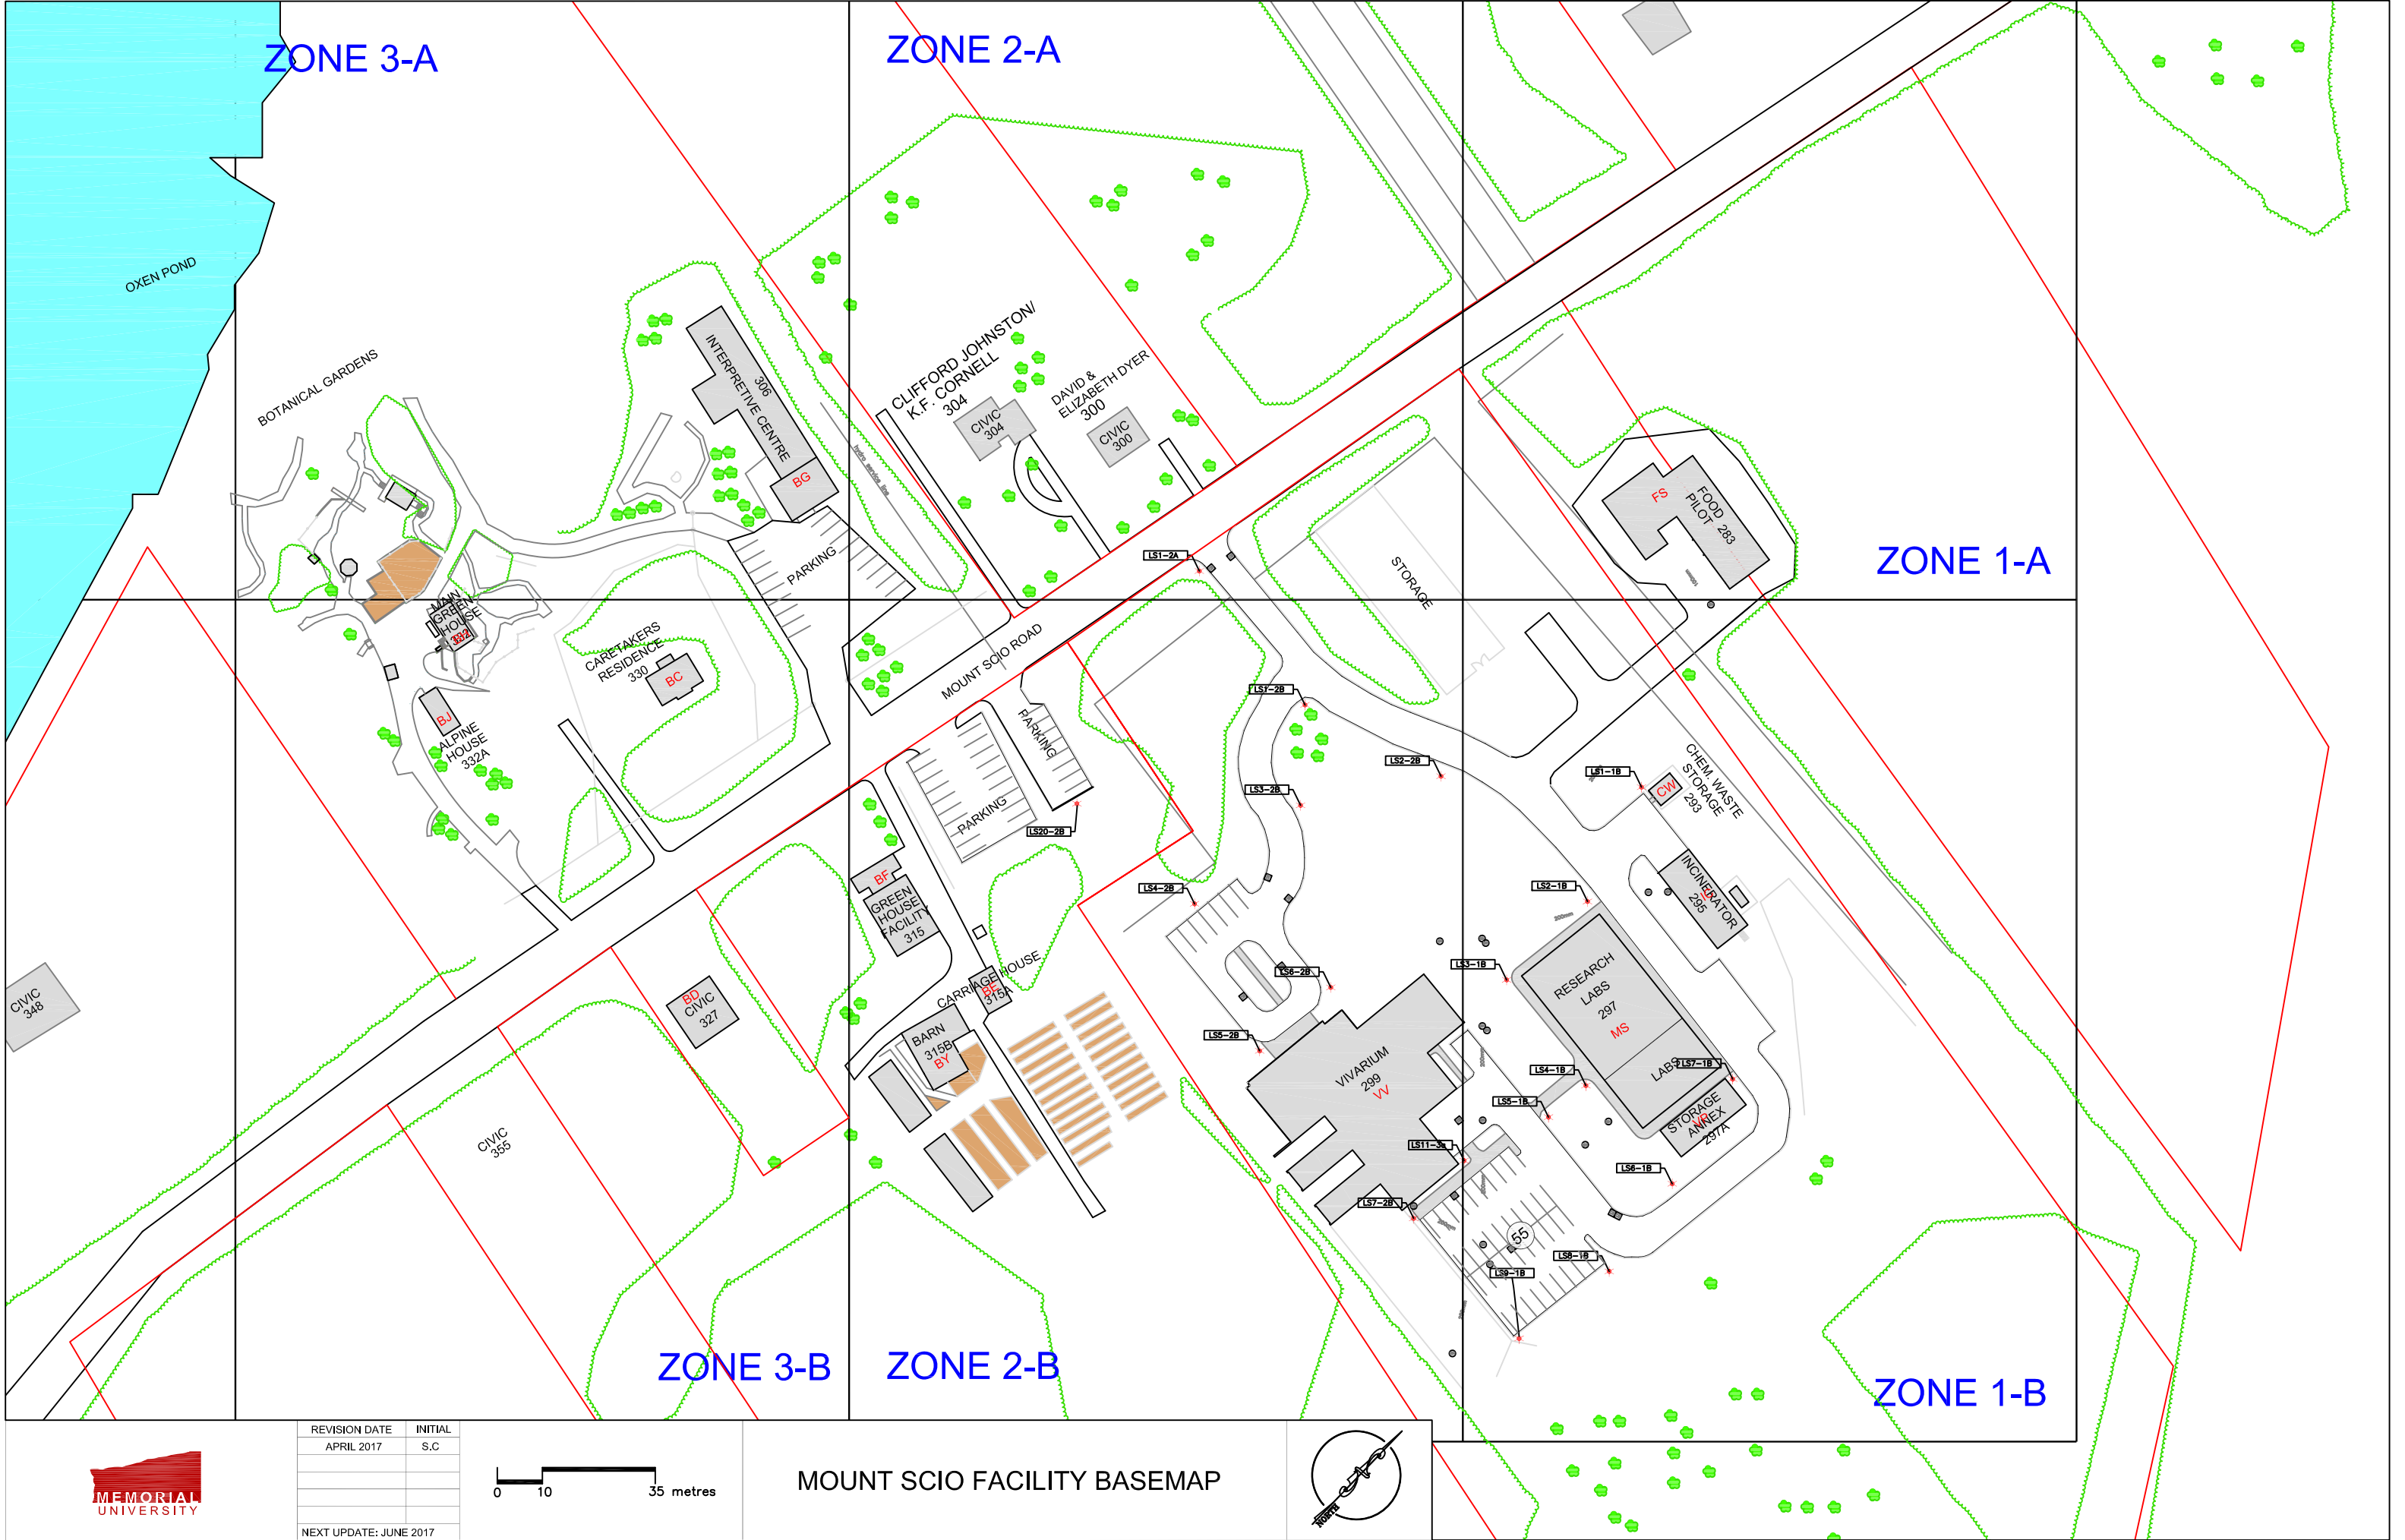 ZONE 3-A
ZONE 2-A
OXEN POND
BOTANICAL GARDENS
306
INTERPRETIVE CENTRE
BG
hydro service line
CLIFFORD JOHNSTON/
K.F. CORNELL
304
CIVIC
304
DAVID &
ELIZABETH DYER
300
CIVIC
300
FS
FOOD
PILOT 283
ZONE 1-A
PARKING
STORAGE
LS1-2A
MAIN
GREEN
HOUSE
332
CARETAKERS
RESIDENCE
330
BC
BJ
ALPINE
HOUSE
332A
MOUNT SCIO ROAD
PARKING
PARKING
LS1-2B
LS2-2B
LS3-2B
LS20-2B
LS4-2B
LS1-1B
CW
CHEM. WASTE
STORAGE
293
INCINERATOR
295
LS2-1B
200mm
BF
GREEN
HOUSE
FACILITY
315
CARRIAGE HOUSE
BE
315A
BARN
315B
BY
BD
CIVIC
327
CIVIC
348
CIVIC
355
LS6-2B
LS5-2B
LS3-1B
RESEARCH
LABS
297
MS
LABS
LS7-1B
LS4-1B
LS5-1B
STORAGE
ANNEX
297A
VIVARIUM
299
VV
LS11-3B
LS6-1B
LS7-2B
55
LS8-1B
LS9-1B
ZONE 3-B
ZONE 2-B
ZONE 1-B
MEMORIAL
UNIVERSITY
REVISION DATE INITIAL
APRIL 2017 S.C
NEXT UPDATE: JUNE 2017
0 10 35 metres
MOUNT SCIO FACILITY BASEMAP
NORTH